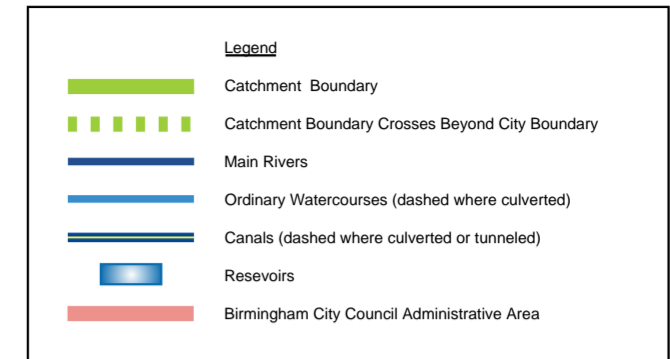 Legend
Catchment Boundary
Catchment Boundary Crosses Beyond City Boundary
Main Rivers
Ordinary Watercourses (dashed where culverted)
Canals (dashed where culverted or tunneled)
Resevoirs
Birmingham City Council Administrative Area